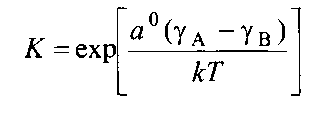 K = exp[ a⁰(γ_A − γ_B) / kT ]